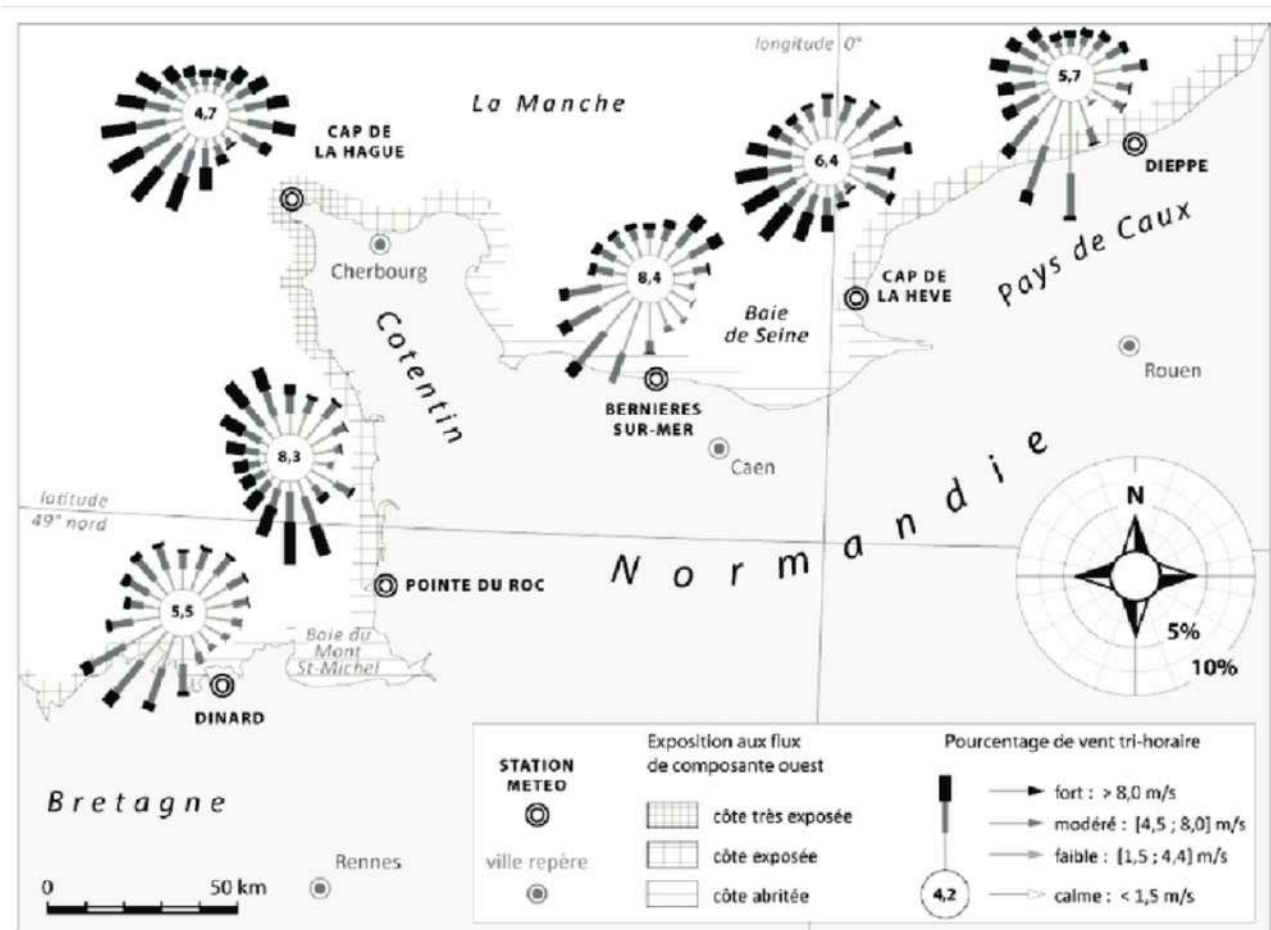 longitude 0°
5,7
4,7
La Manche
CAP DE
LA HAGUE
6,4
DIEPPE
Pays de Caux
Cherbourg
8,4
CAP DE
LA HEVE
Baie
de Seine
Cotentin
Rouen
BERNIERES
SUR-MER
8,3
Caen
latitude
49° nord
Normandie
N
5%
10%
POINTE DU ROC
5,5
Baie du
Mont
St-Michel
DINARD
Bretagne
Rennes
0 50 km
STATION
METEO
ville repère
Exposition aux flux
de composante ouest
côte très exposée
côte exposée
côte abritée
Pourcentage de vent tri-horaire
fort : > 8,0 m/s
modéré : [4,5 ; 8,0] m/s
faible : [1,5 ; 4,4] m/s
4,2 calme : < 1,5 m/s